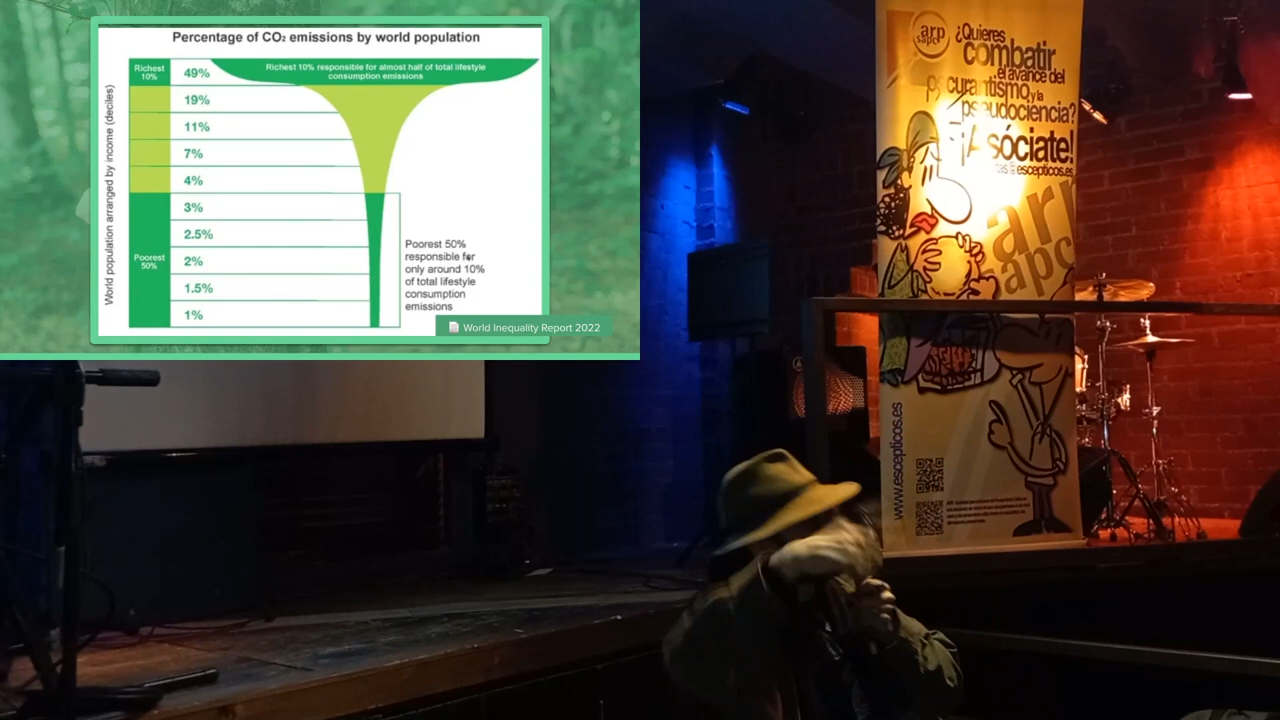 Percentage of CO₂ emissions by world population
World population arranged by income (deciles)
Richest
10%
49%
Richest 10% responsible for almost half of total lifestyle
consumption emissions
19%
11%
7%
4%
3%
2.5%
Poorest
50%
2%
1.5%
1%
Poorest 50%
responsible for
only around 10%
of total lifestyle
consumption
emissions
World Inequality Report 2022
arp
sapc
¿Quieres
combatir
el avance del
curantismo y la
pseudociencia?
¡Asóciate!
@escepticos.es
arp
sapc
www.escepticos.es